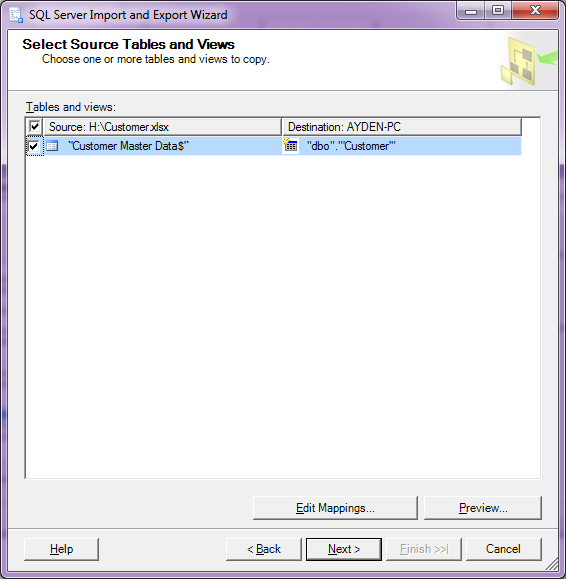 SQL Server Import and Export Wizard
Select Source Tables and Views
Choose one or more tables and views to copy.
Tables and views:
Source: H:\Customer.xlsx Destination: AYDEN-PC
`'Customer Master Data$'` "dbo"."'Customer'"
Edit Mappings... Preview...
Help < Back Next > Finish >>| Cancel